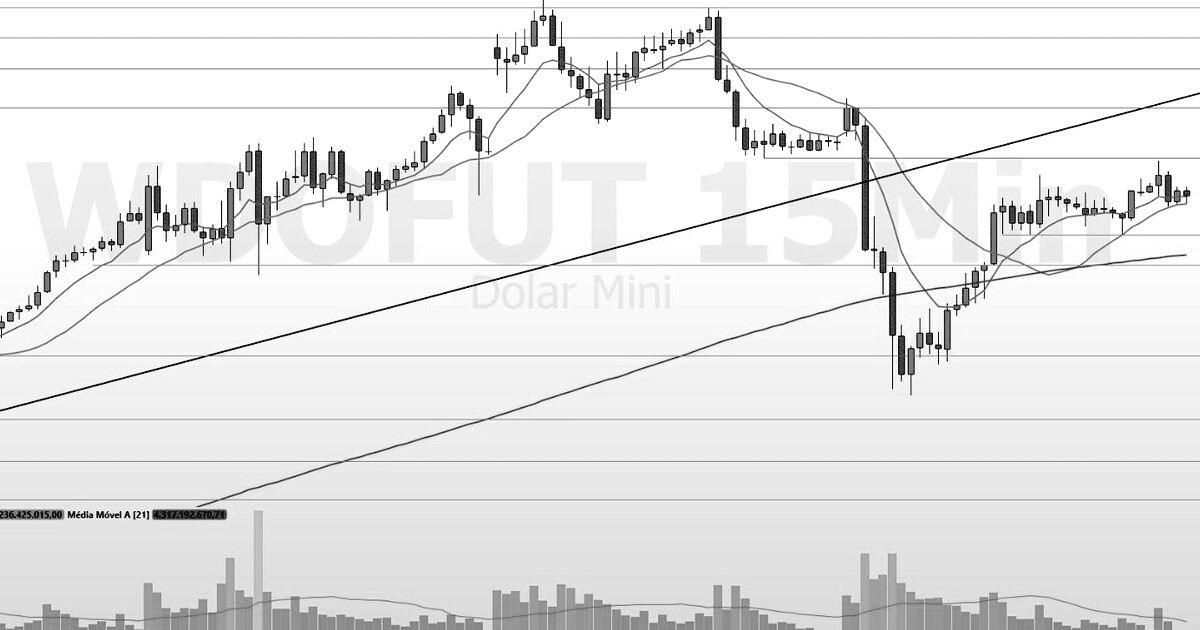 WDOFUT 15Min
Dolar Mini
236.425.015,00 Média Móvel A [21] 4.317.192.670,71